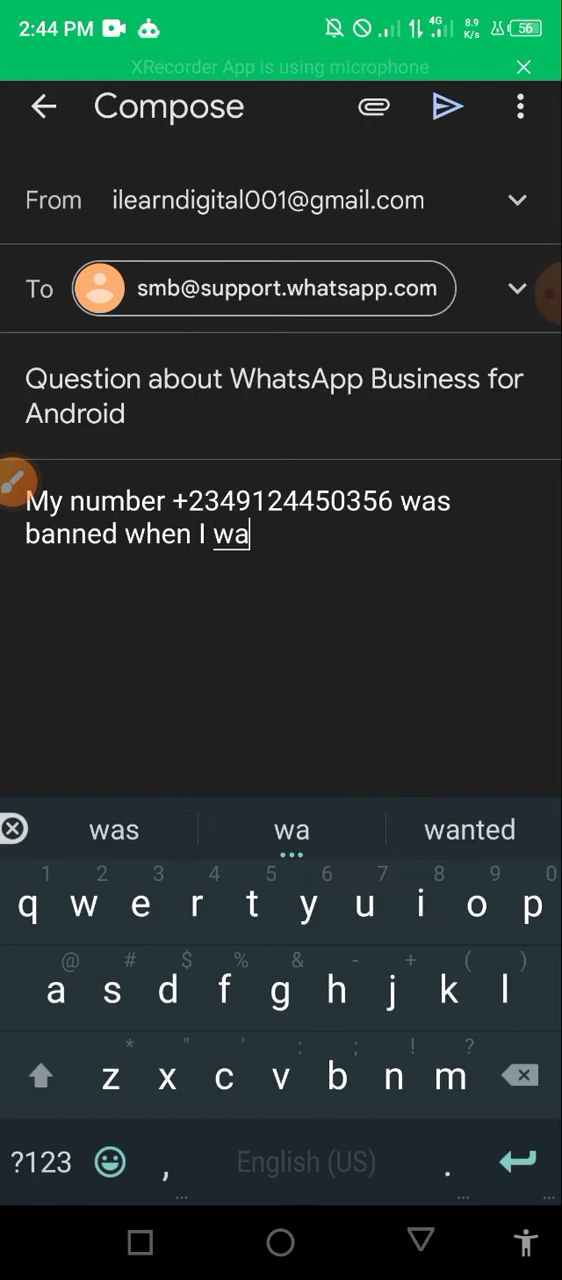 2:44 PM 4G 8.9 K/s 56
XRecorder App is using microphone
Compose
From ilearndigital001@gmail.com
To smb@support.whatsapp.com
Question about WhatsApp Business for
Android
My number +2349124450356 was
banned when I wa
was wa wanted
1 2 3 4 5 6 7 8 9 0
q w e r t y u i o p
@ # $ % & - + ( )
a s d f g h j k l
* " ' : ; ! ?
z x c v b n m
?123 , English (US) .